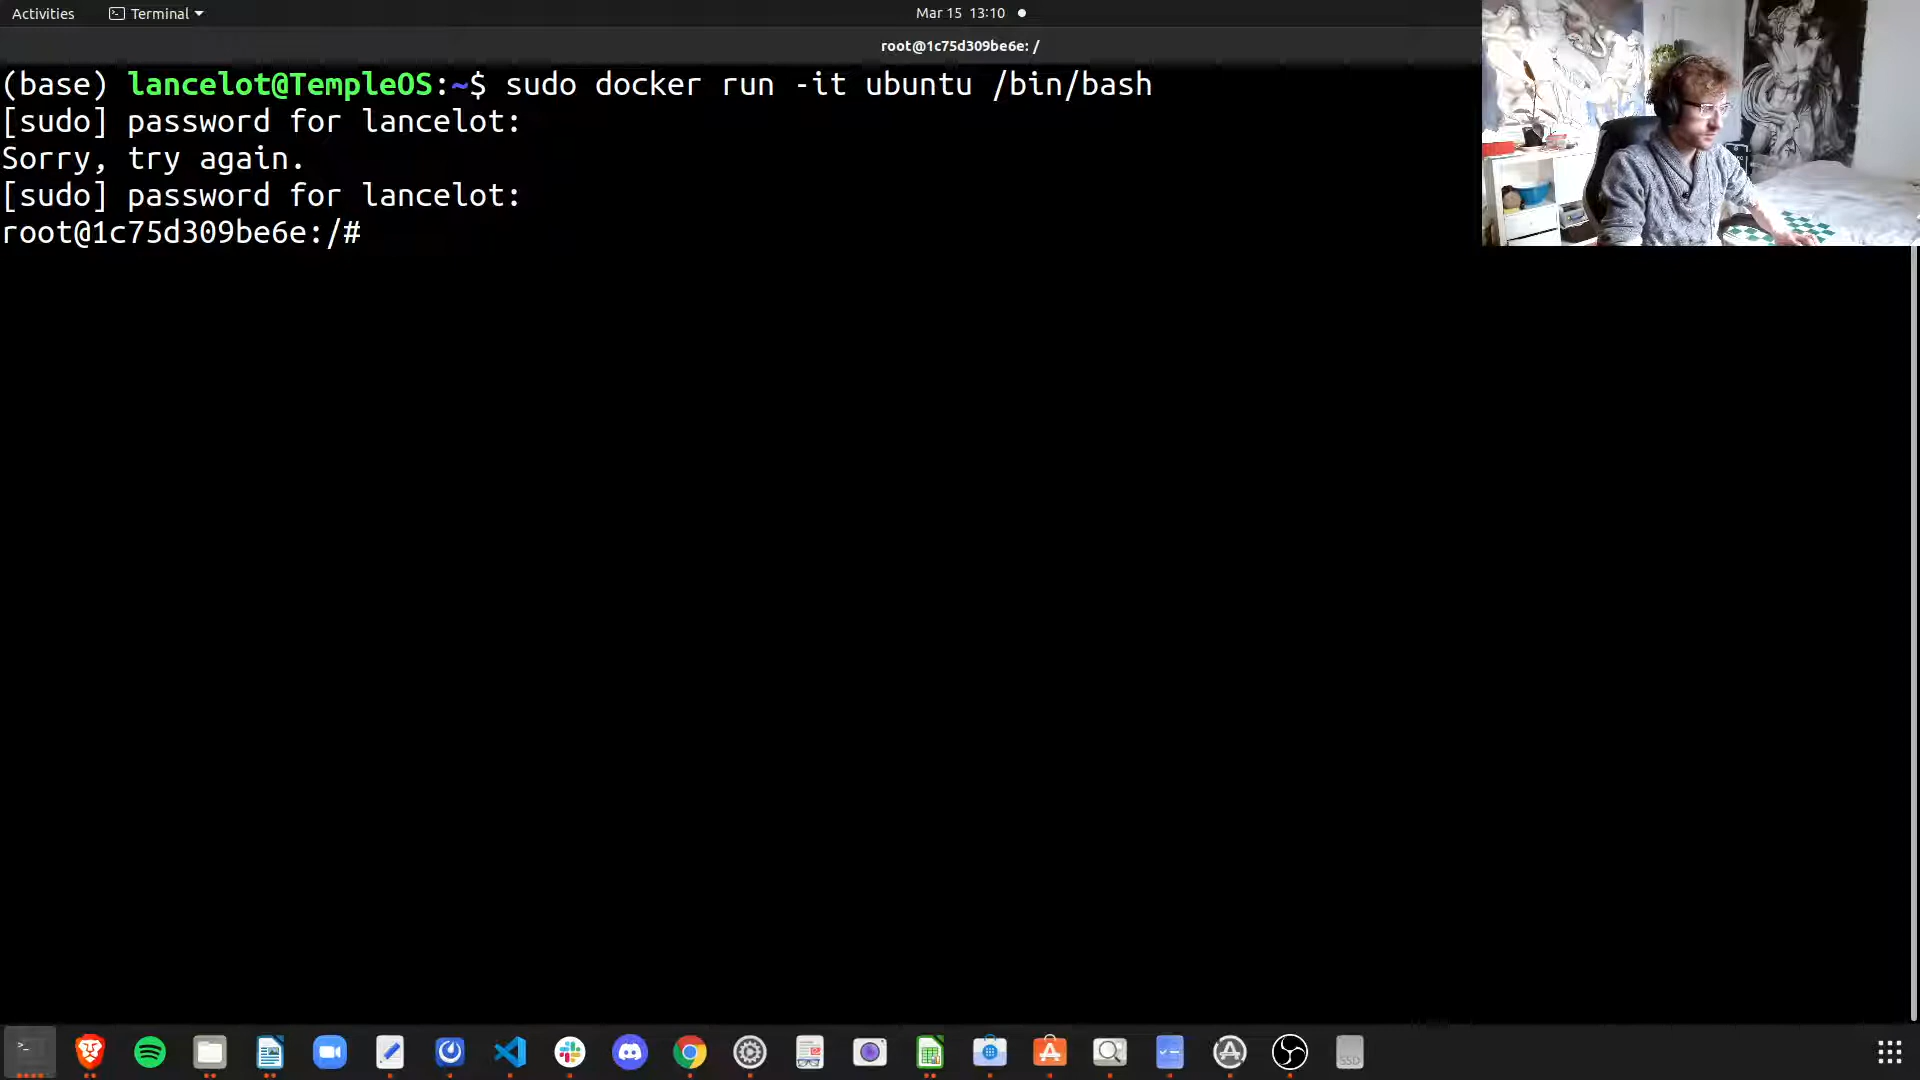 Activities
Terminal
Mar 15 13:10
root@1c75d309be6e: /
(base) lancelot@TempleOS:~$ sudo docker run -it ubuntu /bin/bash
[sudo] password for lancelot:
Sorry, try again.
[sudo] password for lancelot:
root@1c75d309be6e:/#
SSD